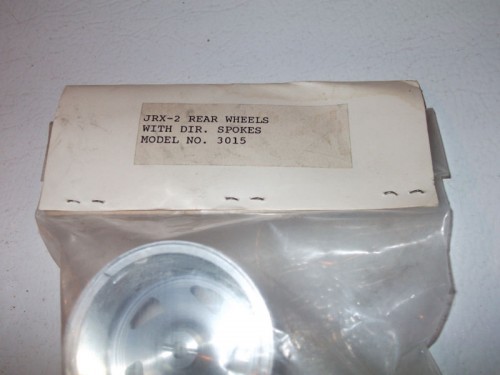 JRX-2 REAR WHEELS
WITH DIR. SPOKES
MODEL NO. 3015